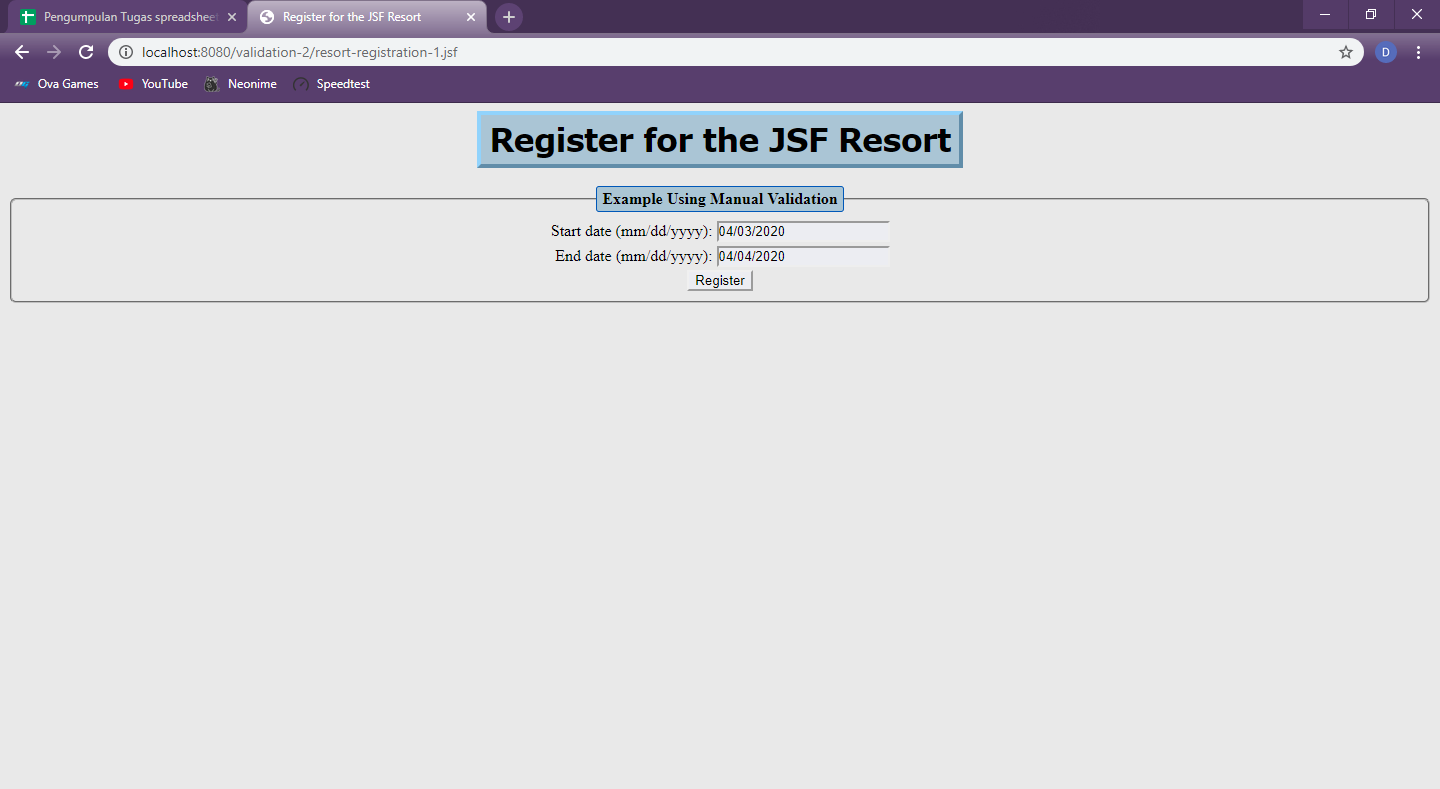 Pengumpulan Tugas spreadsheet
Register for the JSF Resort
localhost:8080/validation-2/resort-registration-1.jsf
D
Ova Games
YouTube
Neonime
Speedtest
Register for the JSF Resort
Example Using Manual Validation
Start date (mm/dd/yyyy): 04/03/2020
End date (mm/dd/yyyy): 04/04/2020
Register